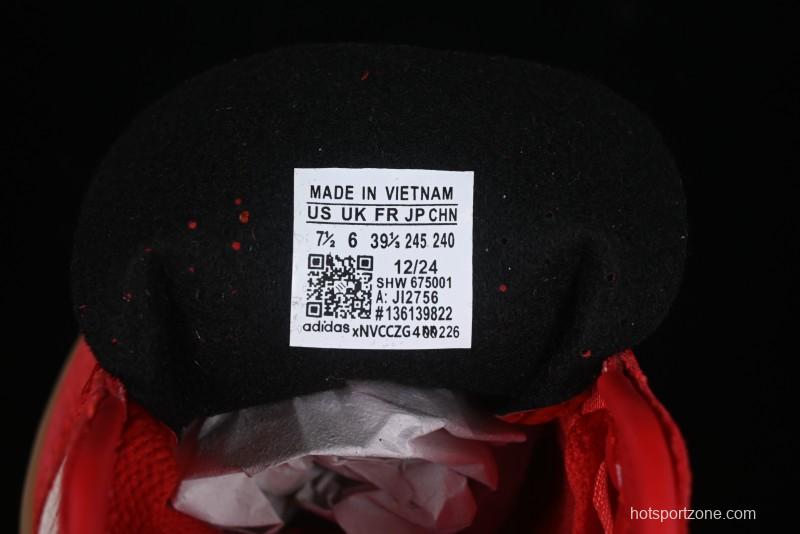 MADE IN VIETNAM
US UK FR JP CHN
7½ 6 39⅓ 245 240
12/24
SHW 675001
A: JI2756
#136139822
adidas
hotsportzone.com